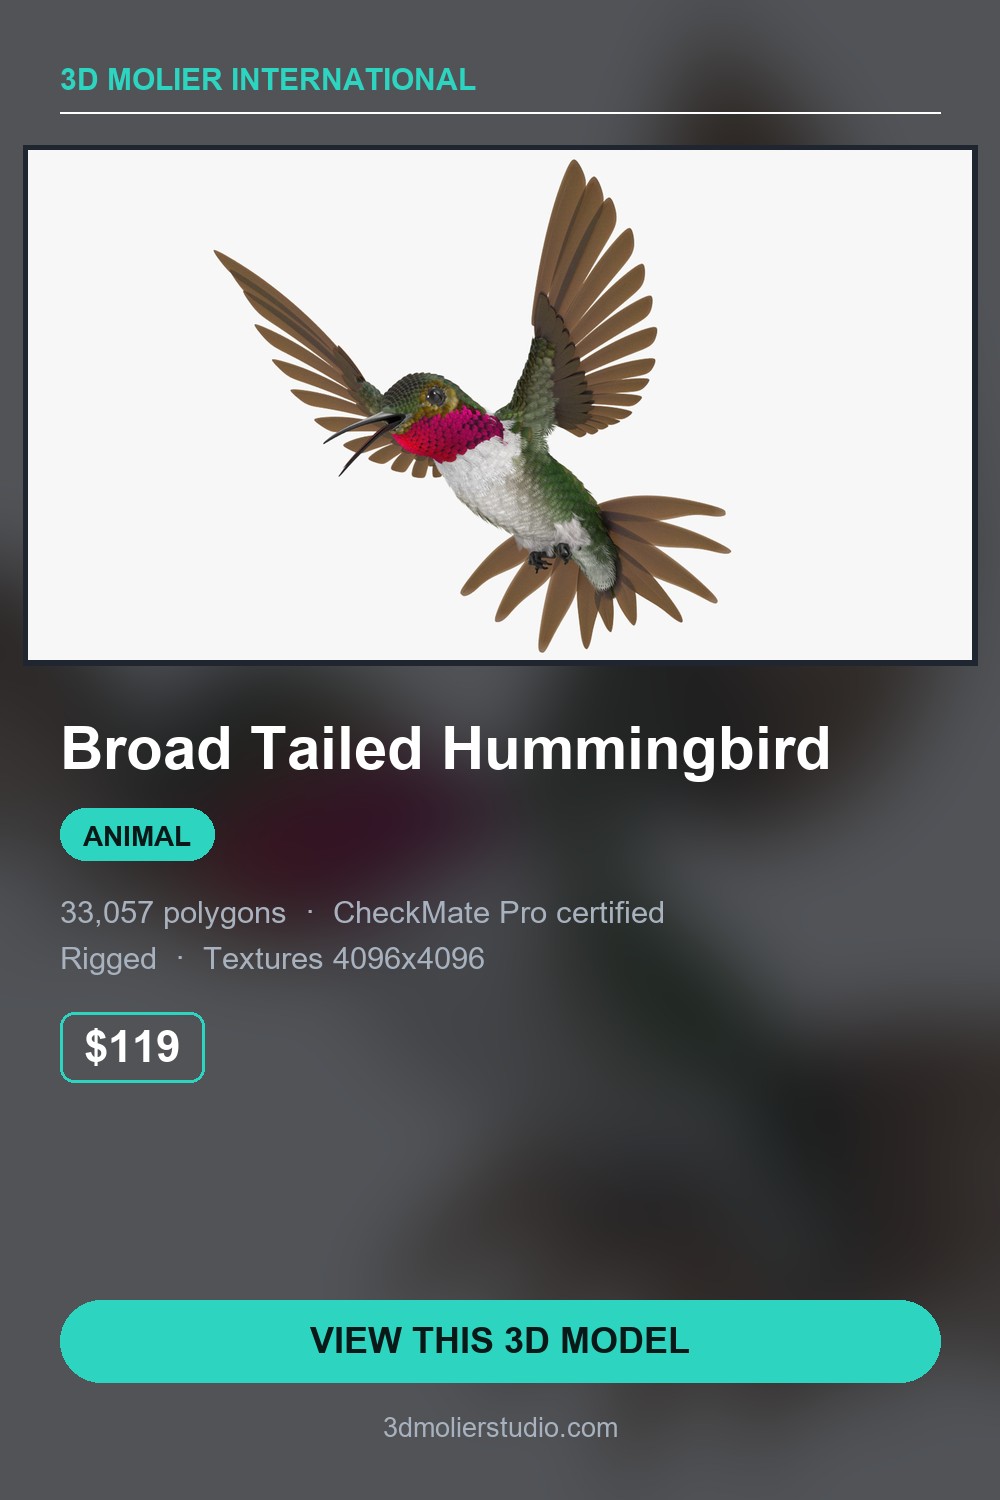 3D MOLIER INTERNATIONAL
Broad Tailed Hummingbird
ANIMAL
33,057 polygons · CheckMate Pro certified
Rigged · Textures 4096x4096
$119
VIEW THIS 3D MODEL
3dmolierstudio.com